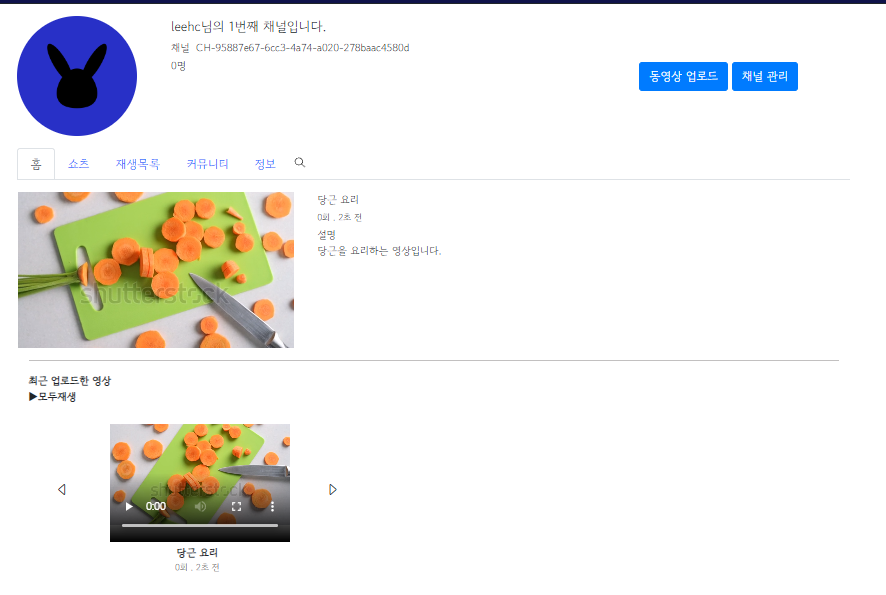 leehc님의 1번째 채널입니다.
채널 CH-95887e67-6cc3-4a74-a020-278baac4580d
0명
동영상 업로드 채널 관리
홈 쇼츠 재생목록 커뮤니티 정보
당근 요리
0회 . 2초 전
설명
당근을 요리하는 영상입니다.
shutterstock
최근 업로드한 영상
▶모두재생
shutterstock
0:00
당근 요리
0회 . 2초 전